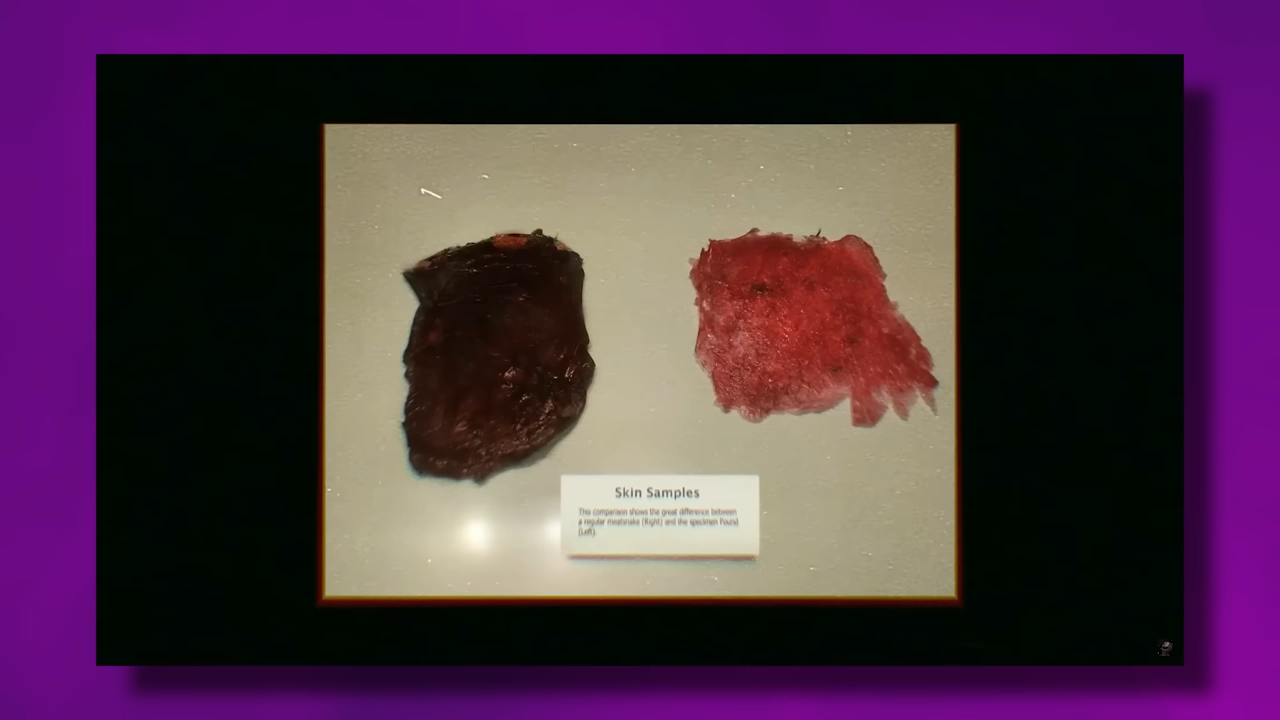 Skin Samples
This comparison shows the great difference between
a regular meatsnake (Right) and the specimen Found
(Left).